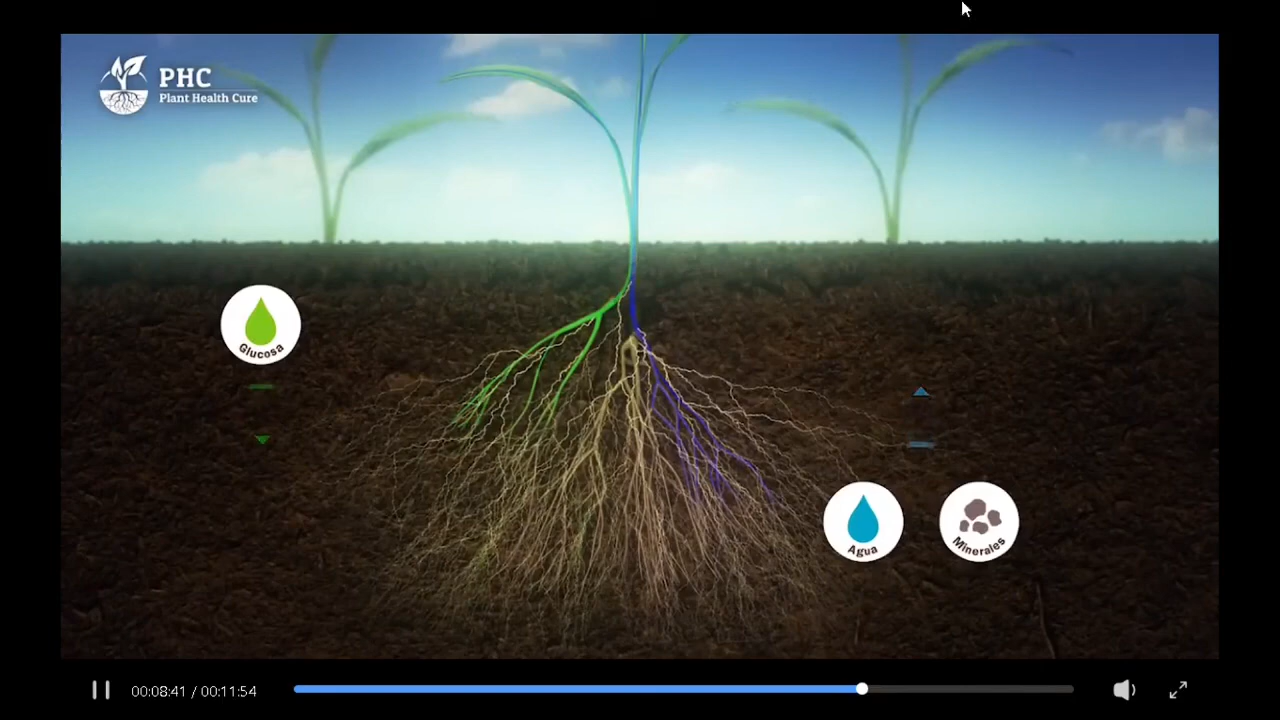 PHC
Plant Health Cure
Glucosa
Agua
Minerales
00:08:41 / 00:11:54